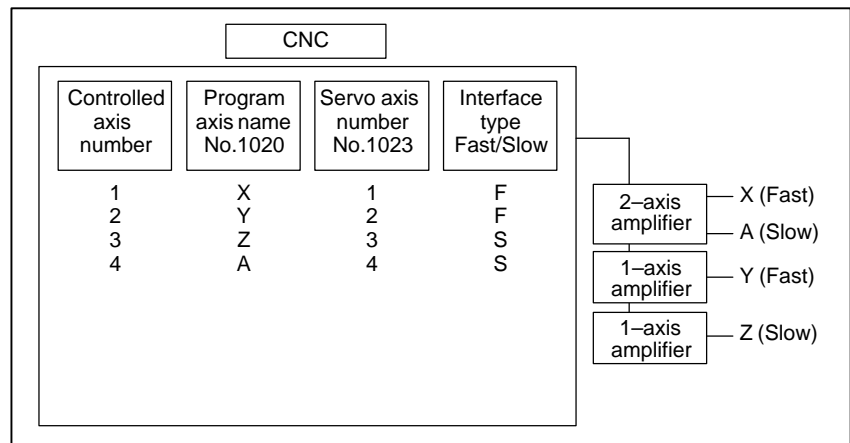 CNC
Controlled axis number
Program axis name No.1020
Servo axis number No.1023
Interface type Fast/Slow
1 X 1 F
2 Y 2 F
3 Z 3 S
4 A 4 S
2–axis amplifier
X (Fast)
A (Slow)
1–axis amplifier
Y (Fast)
1–axis amplifier
Z (Slow)